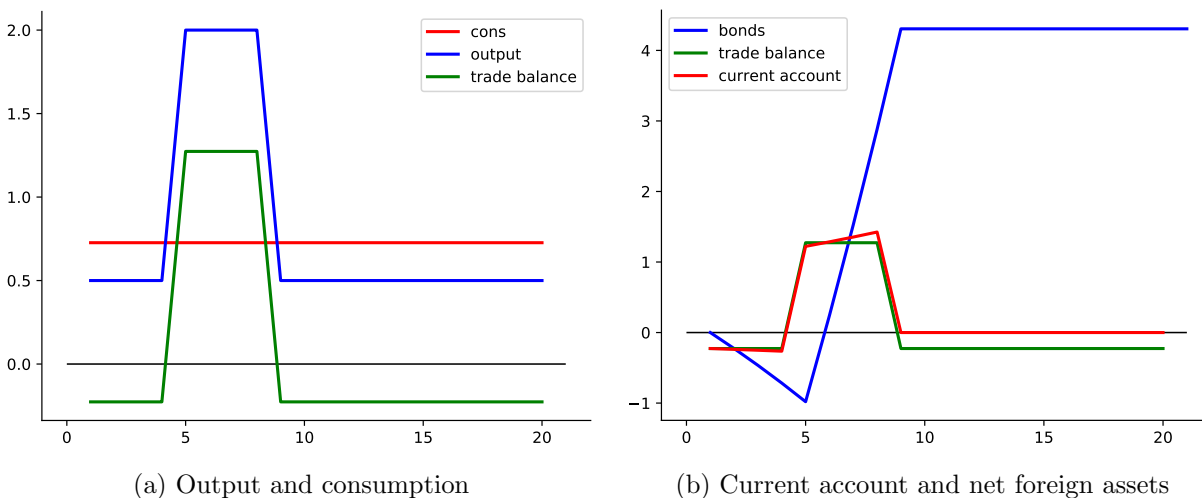 2.0
1.5
1.0
0.5
0.0
0 5 10 15 20
cons
output
trade balance
(a) Output and consumption
4
3
2
1
0
−1
0 5 10 15 20
bonds
trade balance
current account
(b) Current account and net foreign assets